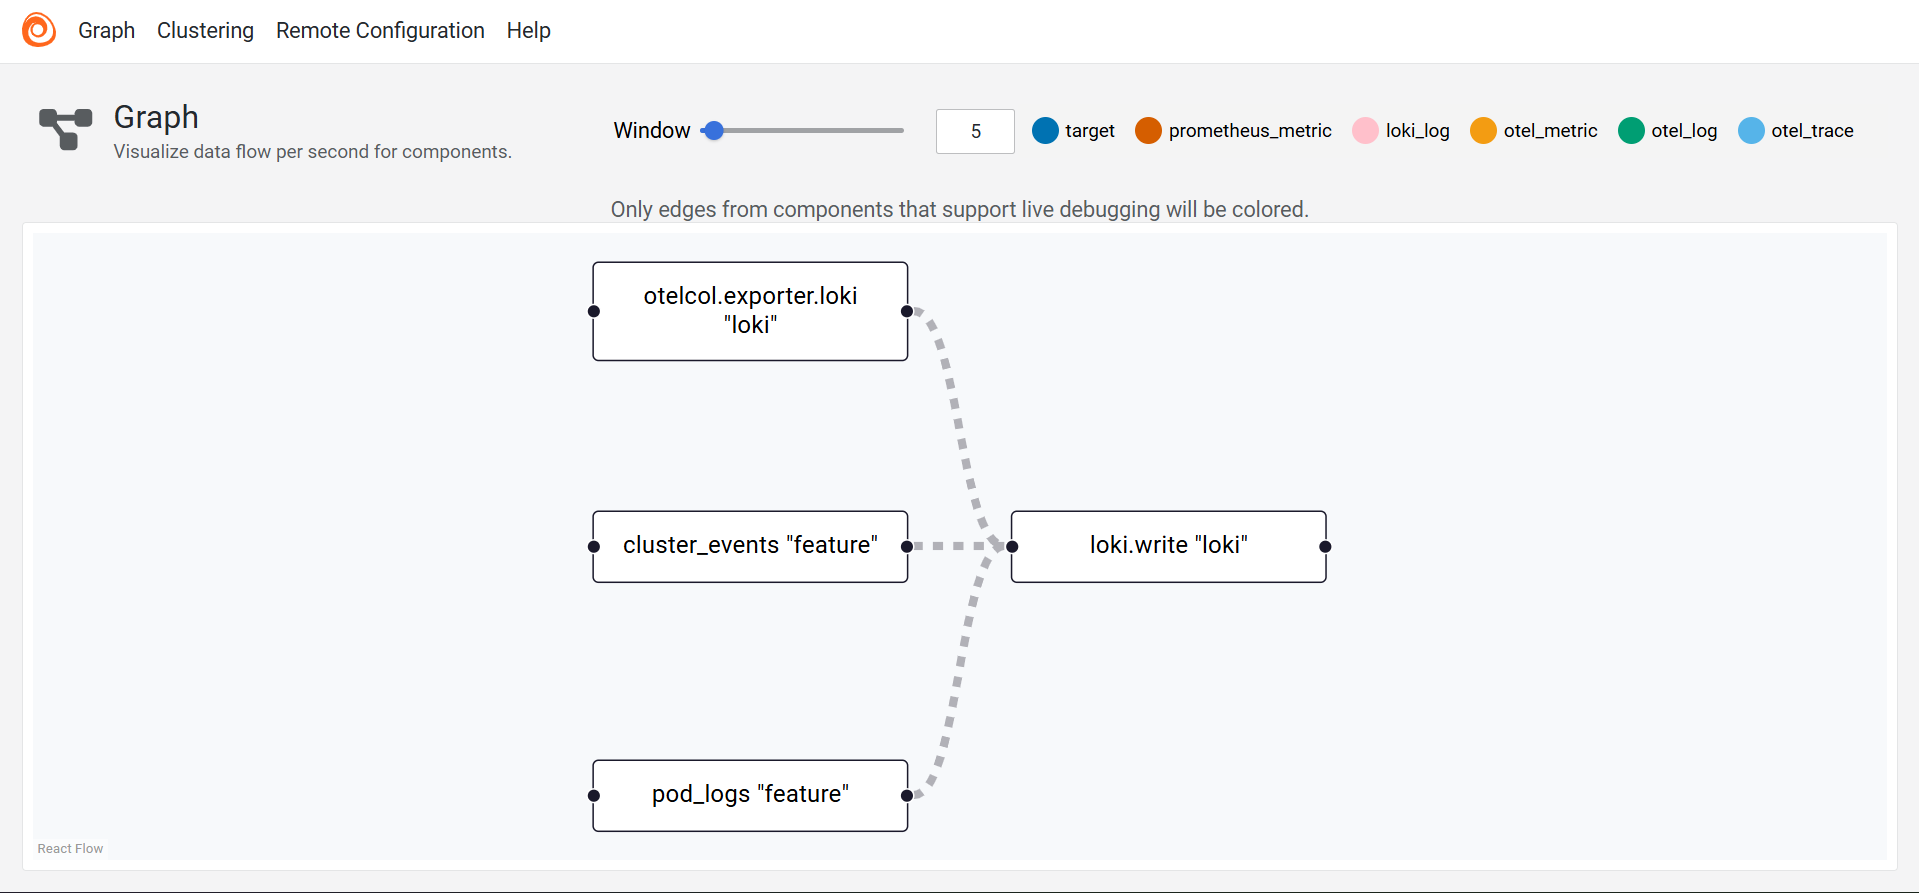 Graph Clustering Remote Configuration Help
Graph
Visualize data flow per second for components.
Window 5 target prometheus_metric loki_log otel_metric otel_log otel_trace
Only edges from components that support live debugging will be colored.
otelcol.exporter.loki
"loki"
cluster_events "feature"
loki.write "loki"
pod_logs "feature"
React Flow